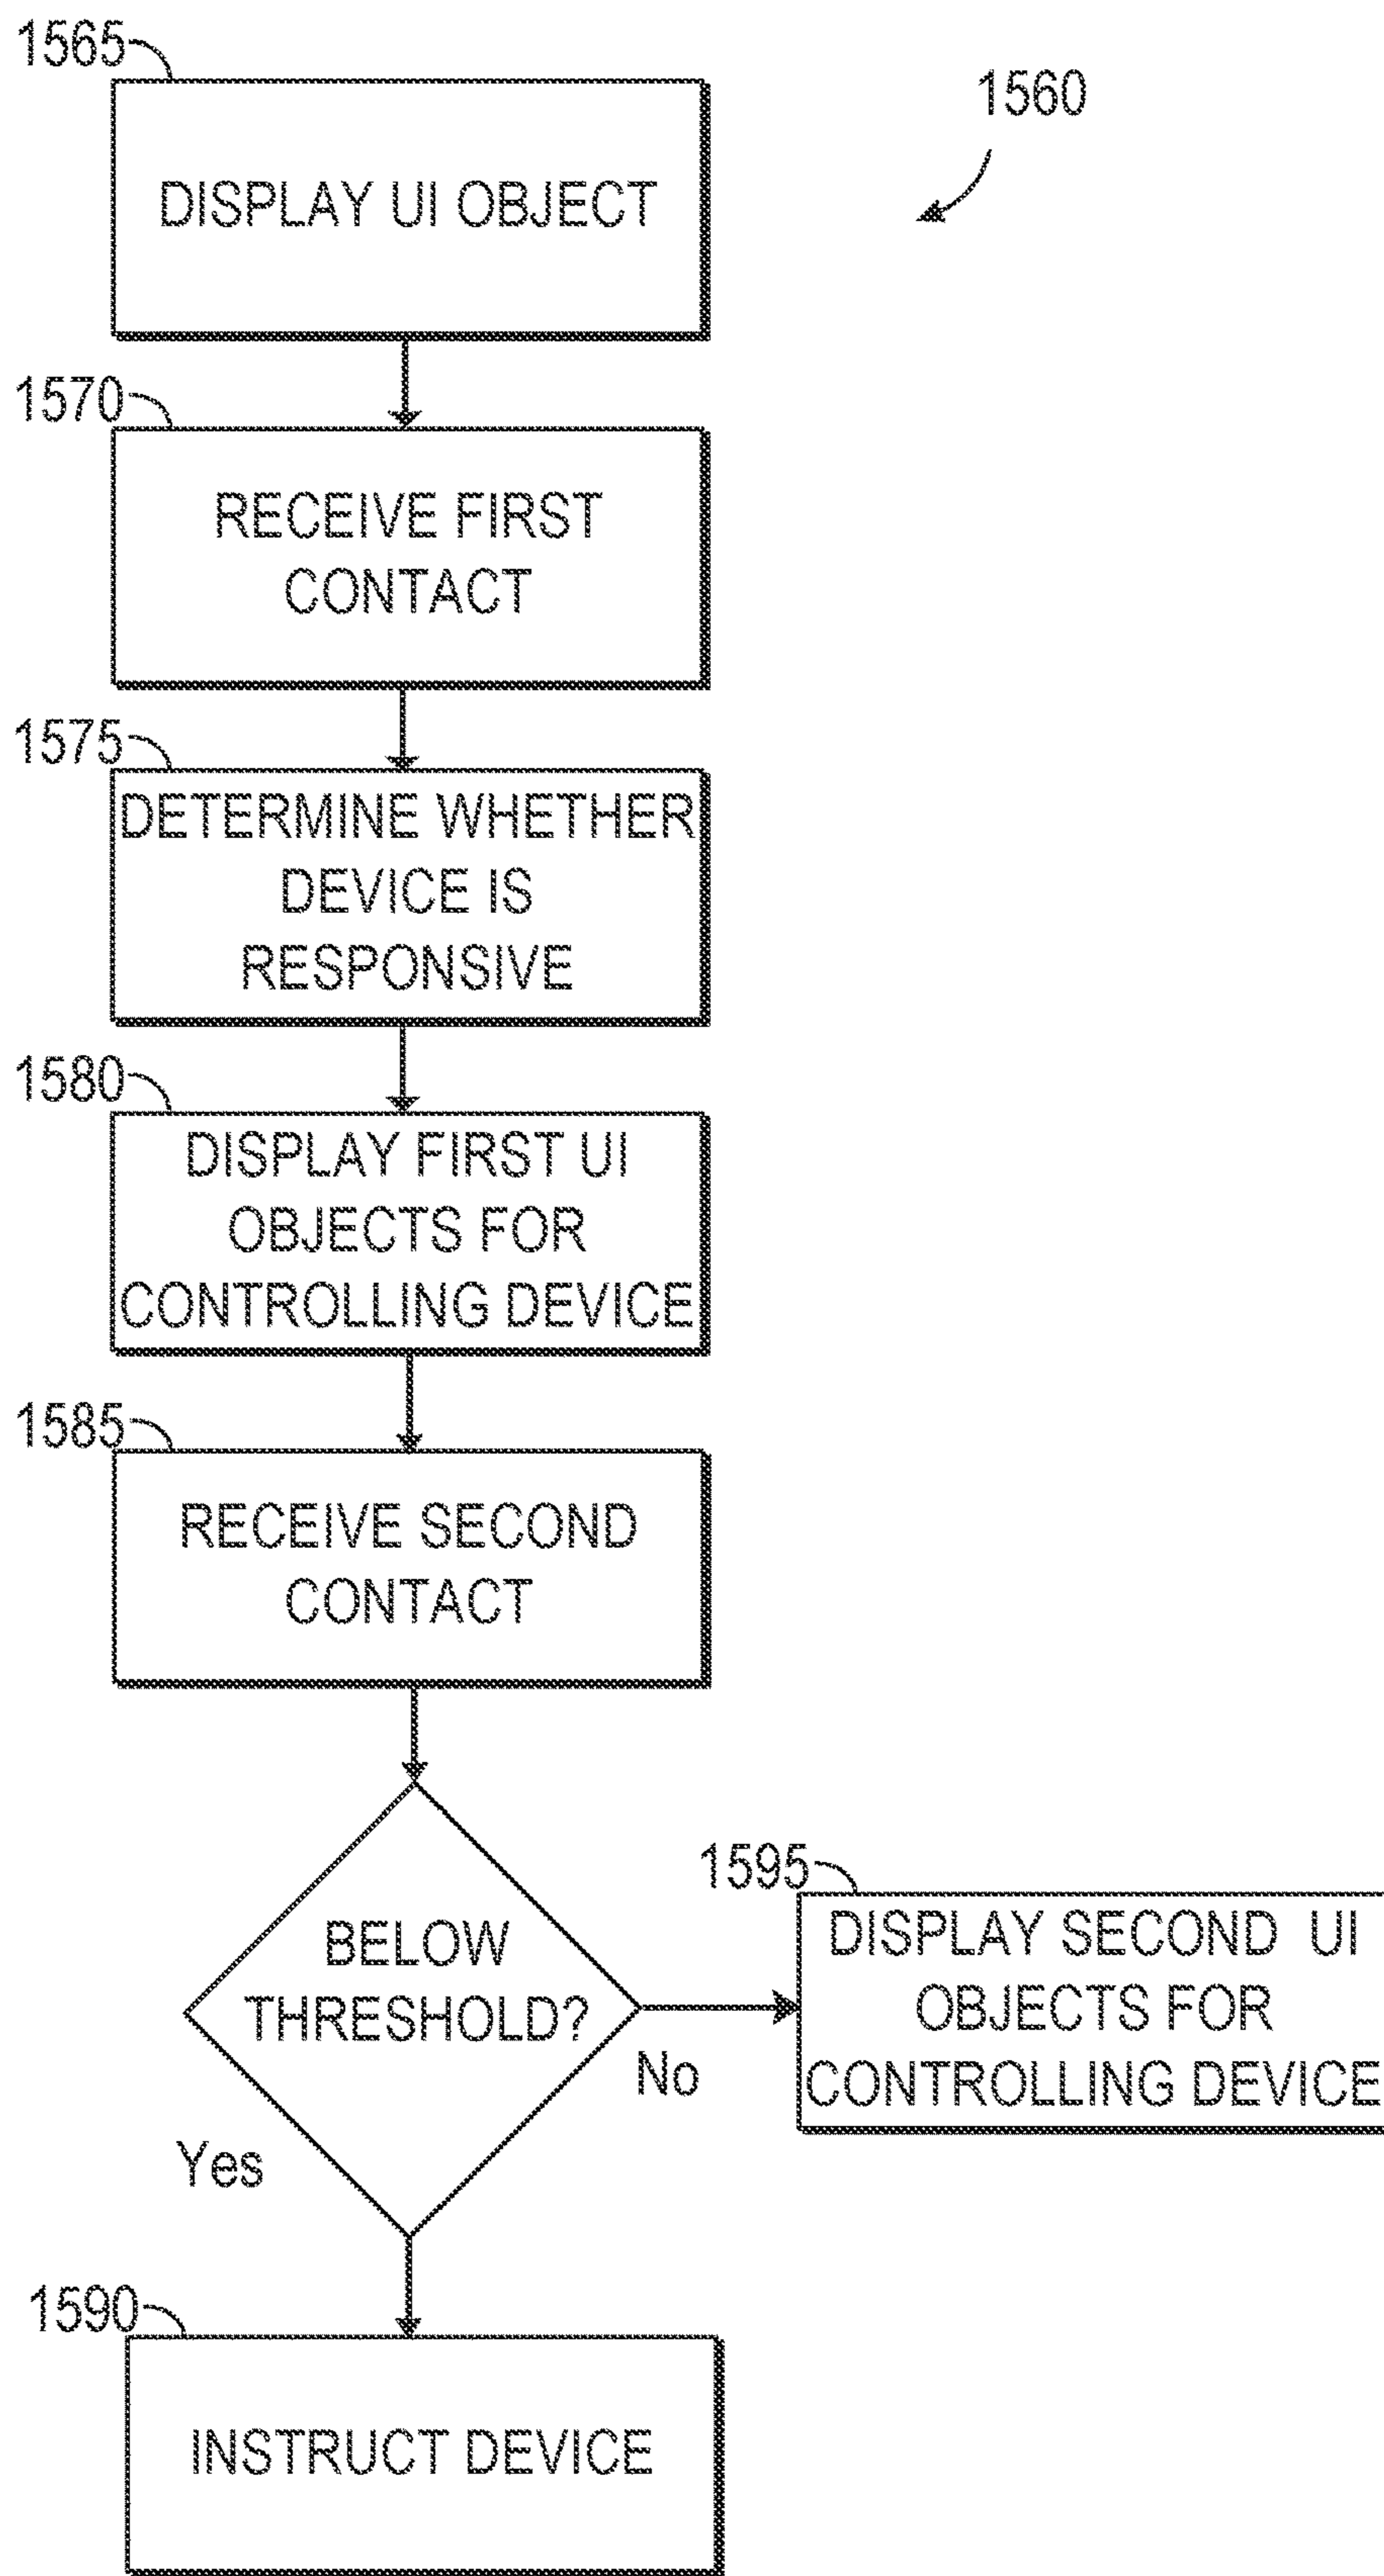 1565
1560
DISPLAY UI OBJECT
1570
RECEIVE FIRST
CONTACT
1575
DETERMINE WHETHER
DEVICE IS
RESPONSIVE
1580
DISPLAY FIRST UI
OBJECTS FOR
CONTROLLING DEVICE
1585
RECEIVE SECOND
CONTACT
BELOW
THRESHOLD?
No
1595
DISPLAY SECOND UI
OBJECTS FOR
CONTROLLING DEVICE
Yes
1590
INSTRUCT DEVICE